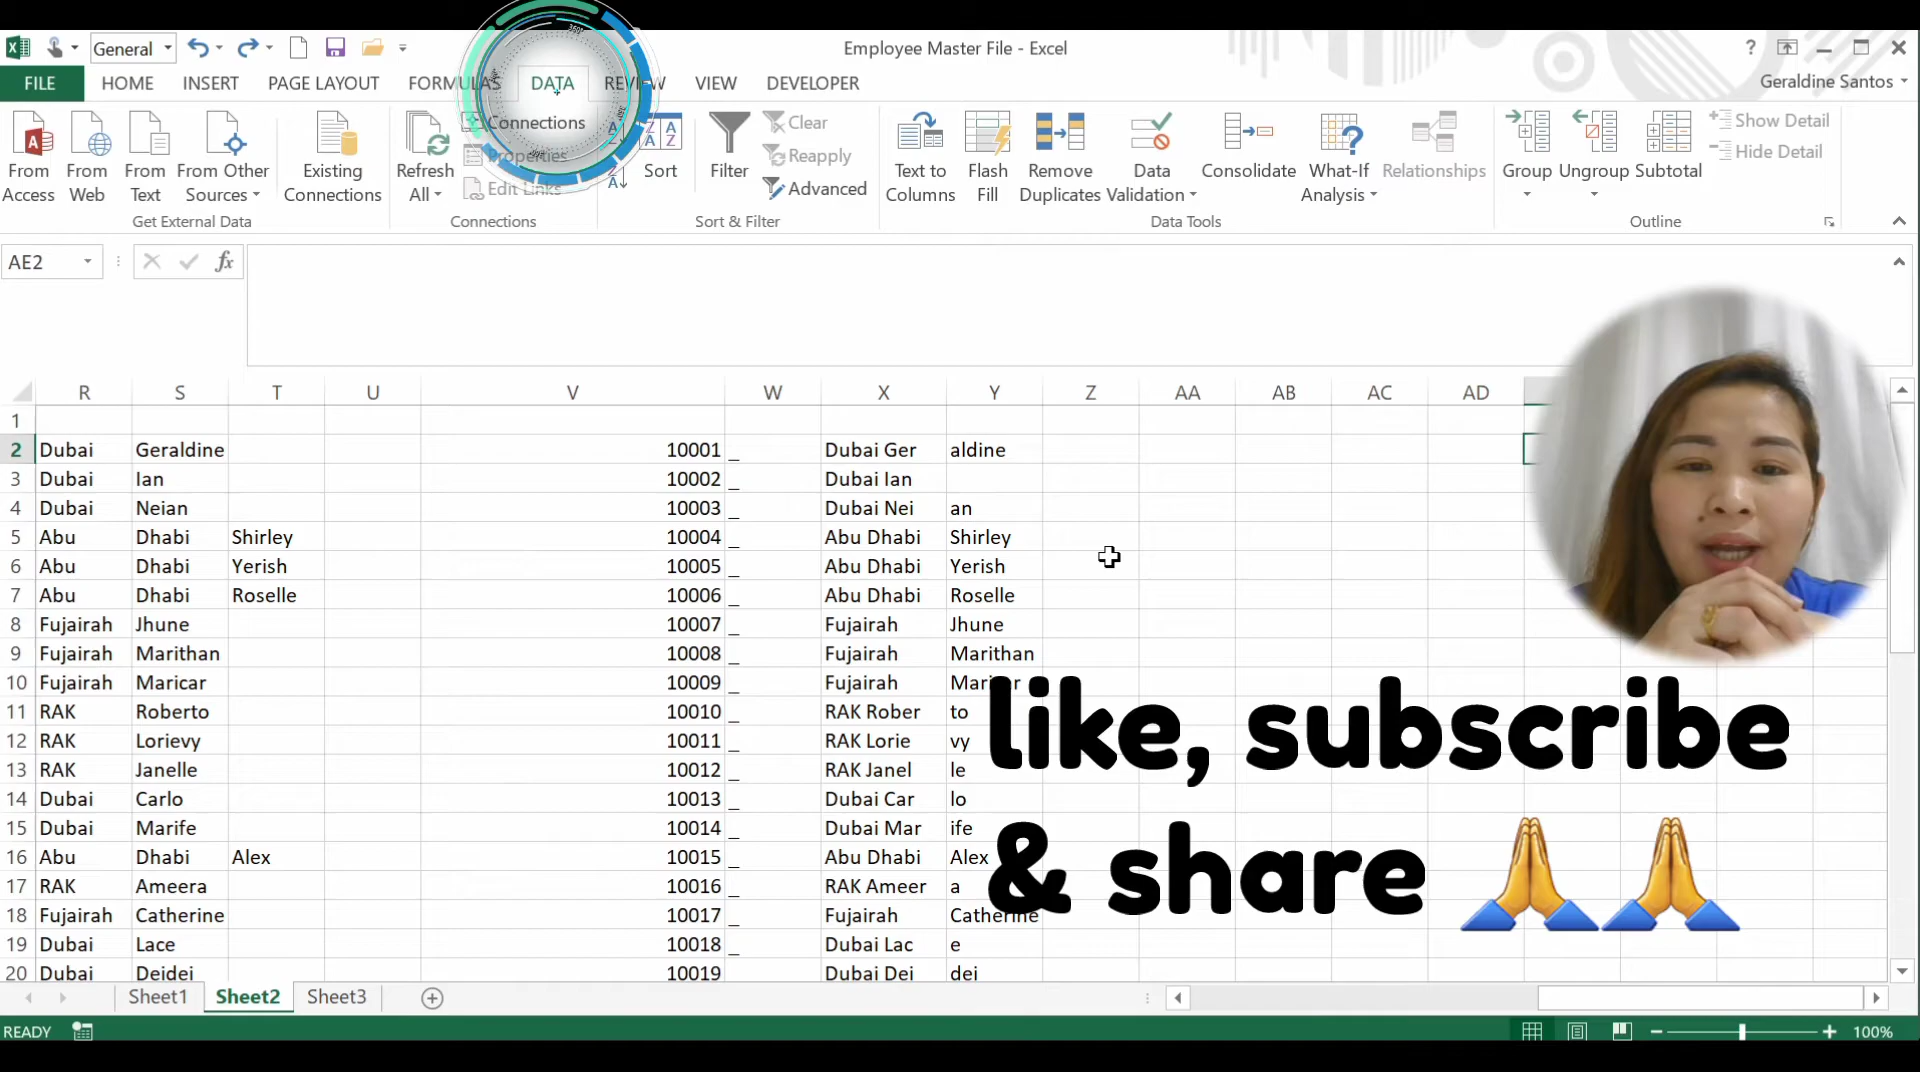 General
Employee Master File - Excel
?
FILE HOME INSERT PAGE LAYOUT FORMULAS DATA REVIEW VIEW DEVELOPER
Geraldine Santos
From Access
From Web
From Text
From Other Sources
Existing Connections
Get External Data
Refresh All
Connections
Properties
Edit Links
Connections
Sort
Filter
Clear
Reapply
Advanced
Sort & Filter
Text to Columns
Flash Fill
Remove Duplicates
Data Validation
Consolidate
What-If Analysis
Relationships
Data Tools
Group
Ungroup
Subtotal
Show Detail
Hide Detail
Outline
AE2
fx
R S T U V W X Y Z AA AB AC AD
1
2 Dubai Geraldine 10001 _ Dubai Ger aldine
3 Dubai Ian 10002 _ Dubai Ian
4 Dubai Neian 10003 _ Dubai Nei an
5 Abu Dhabi Shirley 10004 _ Abu Dhabi Shirley
6 Abu Dhabi Yerish 10005 _ Abu Dhabi Yerish
7 Abu Dhabi Roselle 10006 _ Abu Dhabi Roselle
8 Fujairah Jhune 10007 _ Fujairah Jhune
9 Fujairah Marithan 10008 _ Fujairah Marithan
10 Fujairah Maricar 10009 _ Fujairah Maricar
11 RAK Roberto 10010 _ RAK Rober to
12 RAK Lorievy 10011 _ RAK Lorie vy
13 RAK Janelle 10012 _ RAK Janel le
14 Dubai Carlo 10013 _ Dubai Car lo
15 Dubai Marife 10014 _ Dubai Mar ife
16 Abu Dhabi Alex 10015 _ Abu Dhabi Alex
17 RAK Ameera 10016 _ RAK Ameer a
18 Fujairah Catherine 10017 _ Fujairah Catherine
19 Dubai Lace 10018 _ Dubai Lac e
20 Dubai Deidei 10019 Dubai Dei dei
like, subscribe
& share 🙏🙏
Sheet1 Sheet2 Sheet3
READY
100%